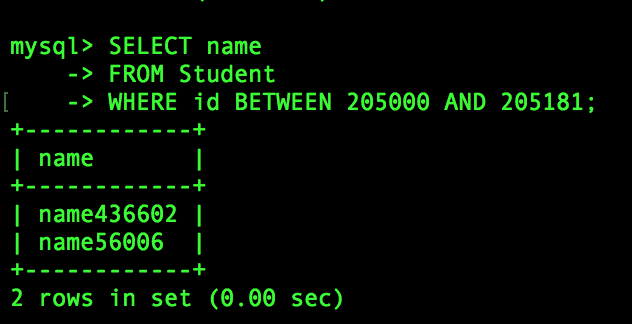 mysql> SELECT name
    -> FROM Student
[    -> WHERE id BETWEEN 205000 AND 205181;
+------------+
| name       |
+------------+
| name436602 |
| name56006  |
+------------+
2 rows in set (0.00 sec)